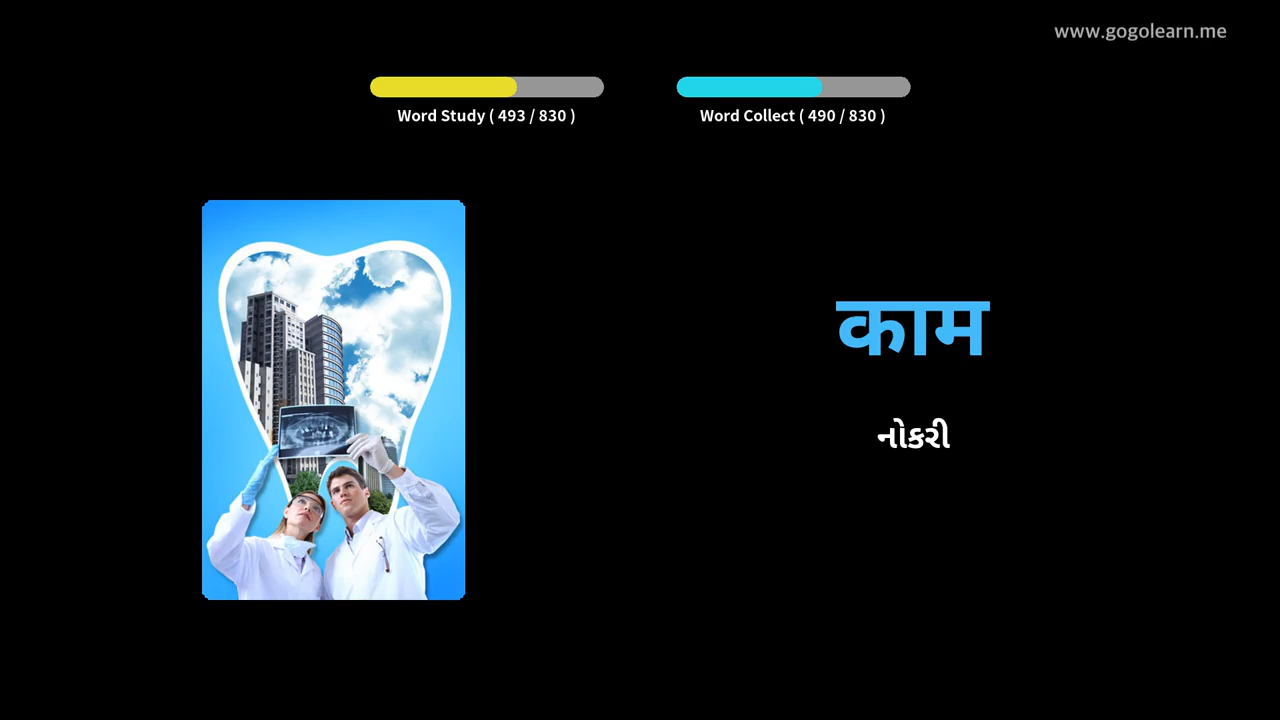 www.gogolearn.me
Word Study ( 493 / 830 )
Word Collect ( 490 / 830 )
काम
નોકરી